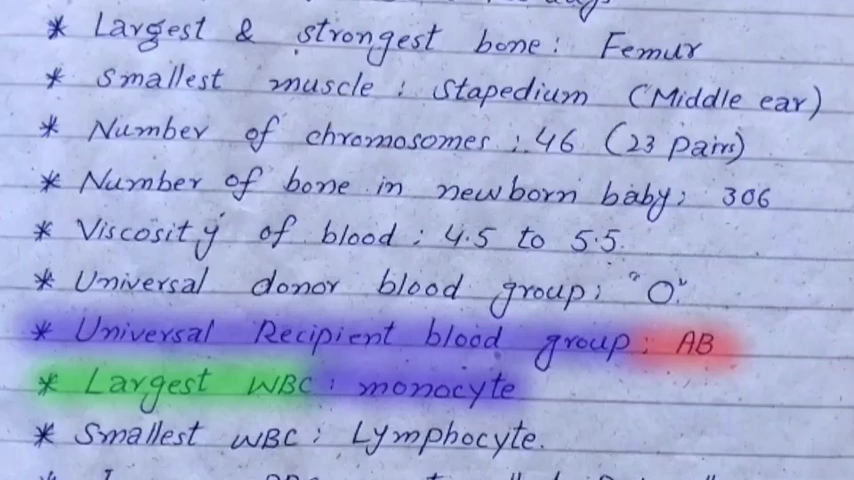 * Largest & strongest bone: Femur
* Smallest muscle: Stapedium (Middle ear)
* Number of chromosomes: 46 (23 pairs)
* Number of bone in newborn baby: 306
* Viscosity of blood: 4.5 to 5.5.
* Universal donor blood group: "O".
* Universal Recipient blood group: AB
* Largest WBC: monocyte
* Smallest WBC: Lymphocyte.